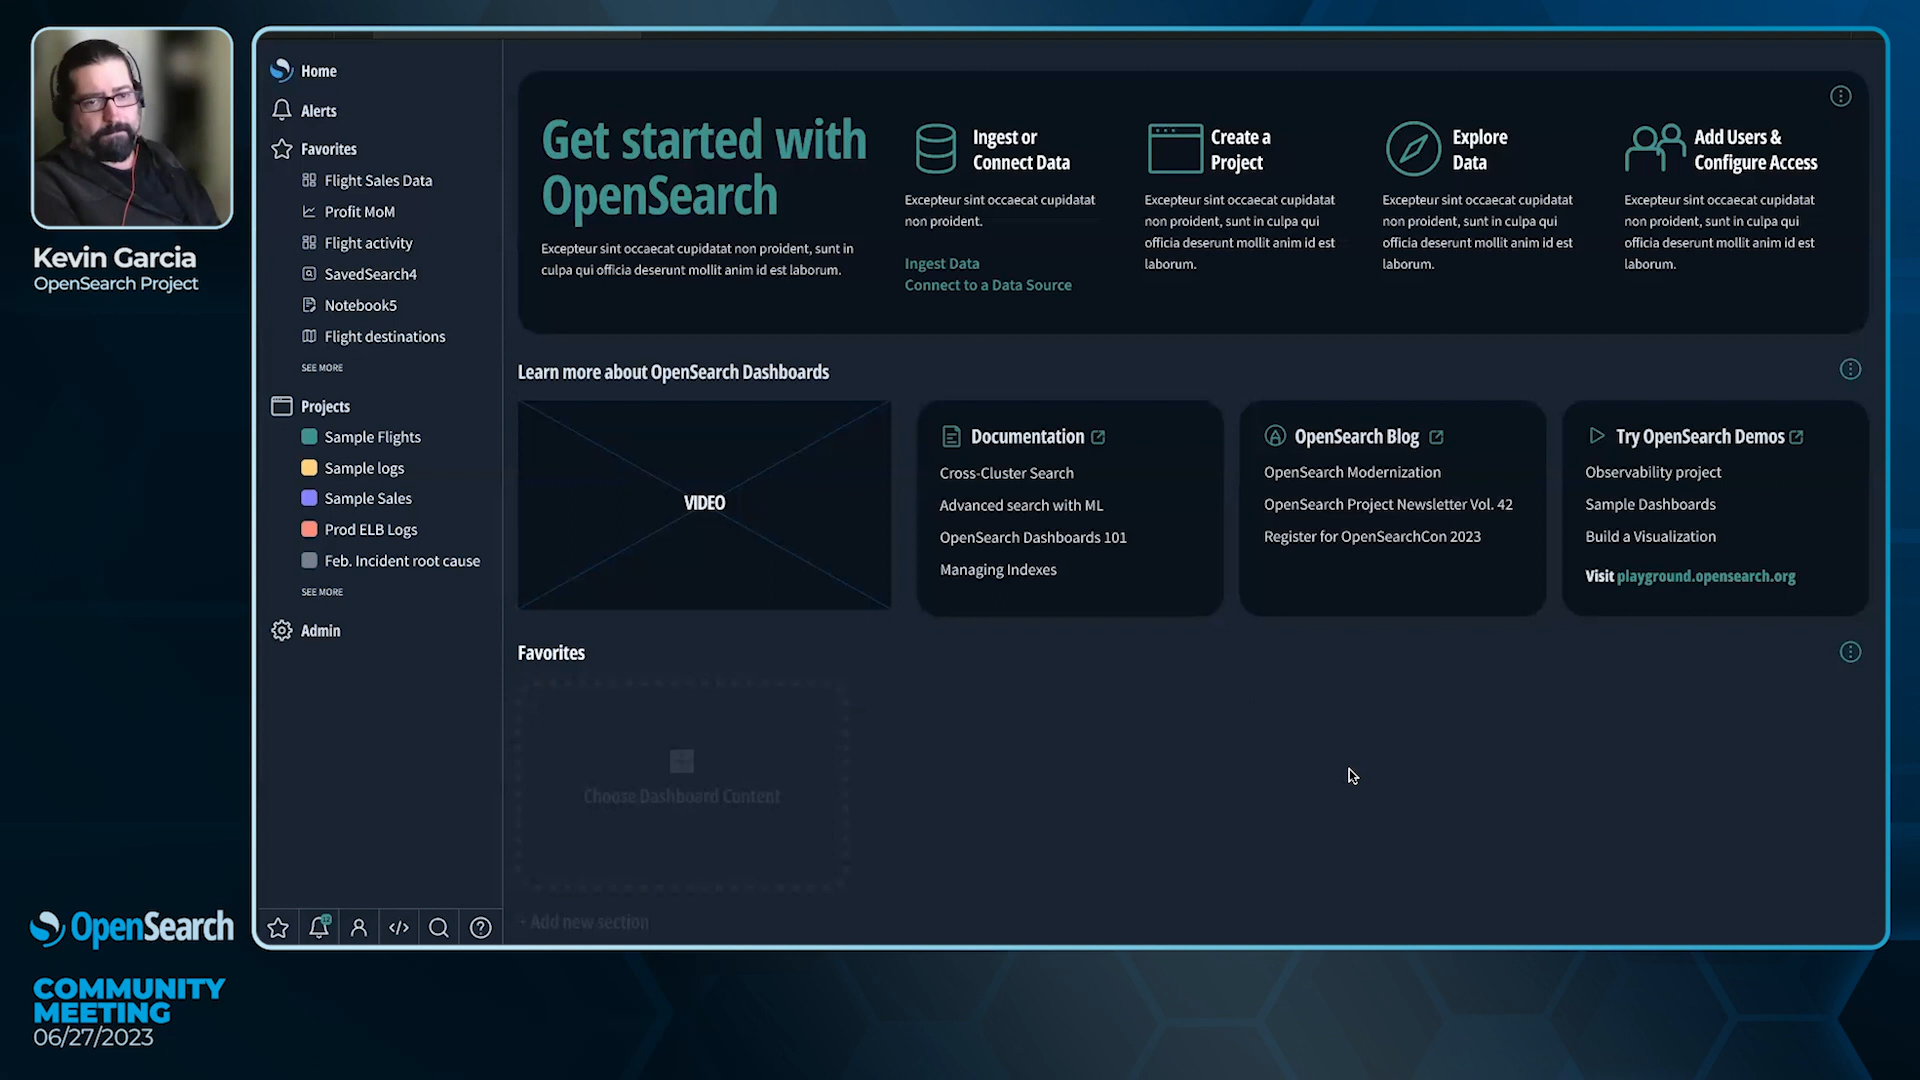 Kevin Garcia
OpenSearch Project
OpenSearch
COMMUNITY
MEETING
06/27/2023
Home
Alerts
Favorites
Flight Sales Data
Profit MoM
Flight activity
SavedSearch4
Notebook5
Flight destinations
SEE MORE
Projects
Sample Flights
Sample logs
Sample Sales
Prod ELB Logs
Feb. Incident root cause
SEE MORE
Admin
Get started with
OpenSearch
Excepteur sint occaecat cupidatat non proident, sunt in
culpa qui officia deserunt mollit anim id est laborum.
Ingest or
Connect Data
Excepteur sint occaecat cupidatat
non proident.
Ingest Data
Connect to a Data Source
Create a
Project
Excepteur sint occaecat cupidatat
non proident, sunt in culpa qui
officia deserunt mollit anim id est
laborum.
Explore
Data
Excepteur sint occaecat cupidatat
non proident, sunt in culpa qui
officia deserunt mollit anim id est
laborum.
Add Users &
Configure Access
Excepteur sint occaecat cupidatat
non proident, sunt in culpa qui
officia deserunt mollit anim id est
laborum.
Learn more about OpenSearch Dashboards
VIDEO
Documentation
Cross-Cluster Search
Advanced search with ML
OpenSearch Dashboards 101
Managing Indexes
OpenSearch Blog
OpenSearch Modernization
OpenSearch Project Newsletter Vol. 42
Register for OpenSearchCon 2023
Try OpenSearch Demos
Observability project
Sample Dashboards
Build a Visualization
Visit playground.opensearch.org
Favorites
Choose Dashboard Content
+ Add new section